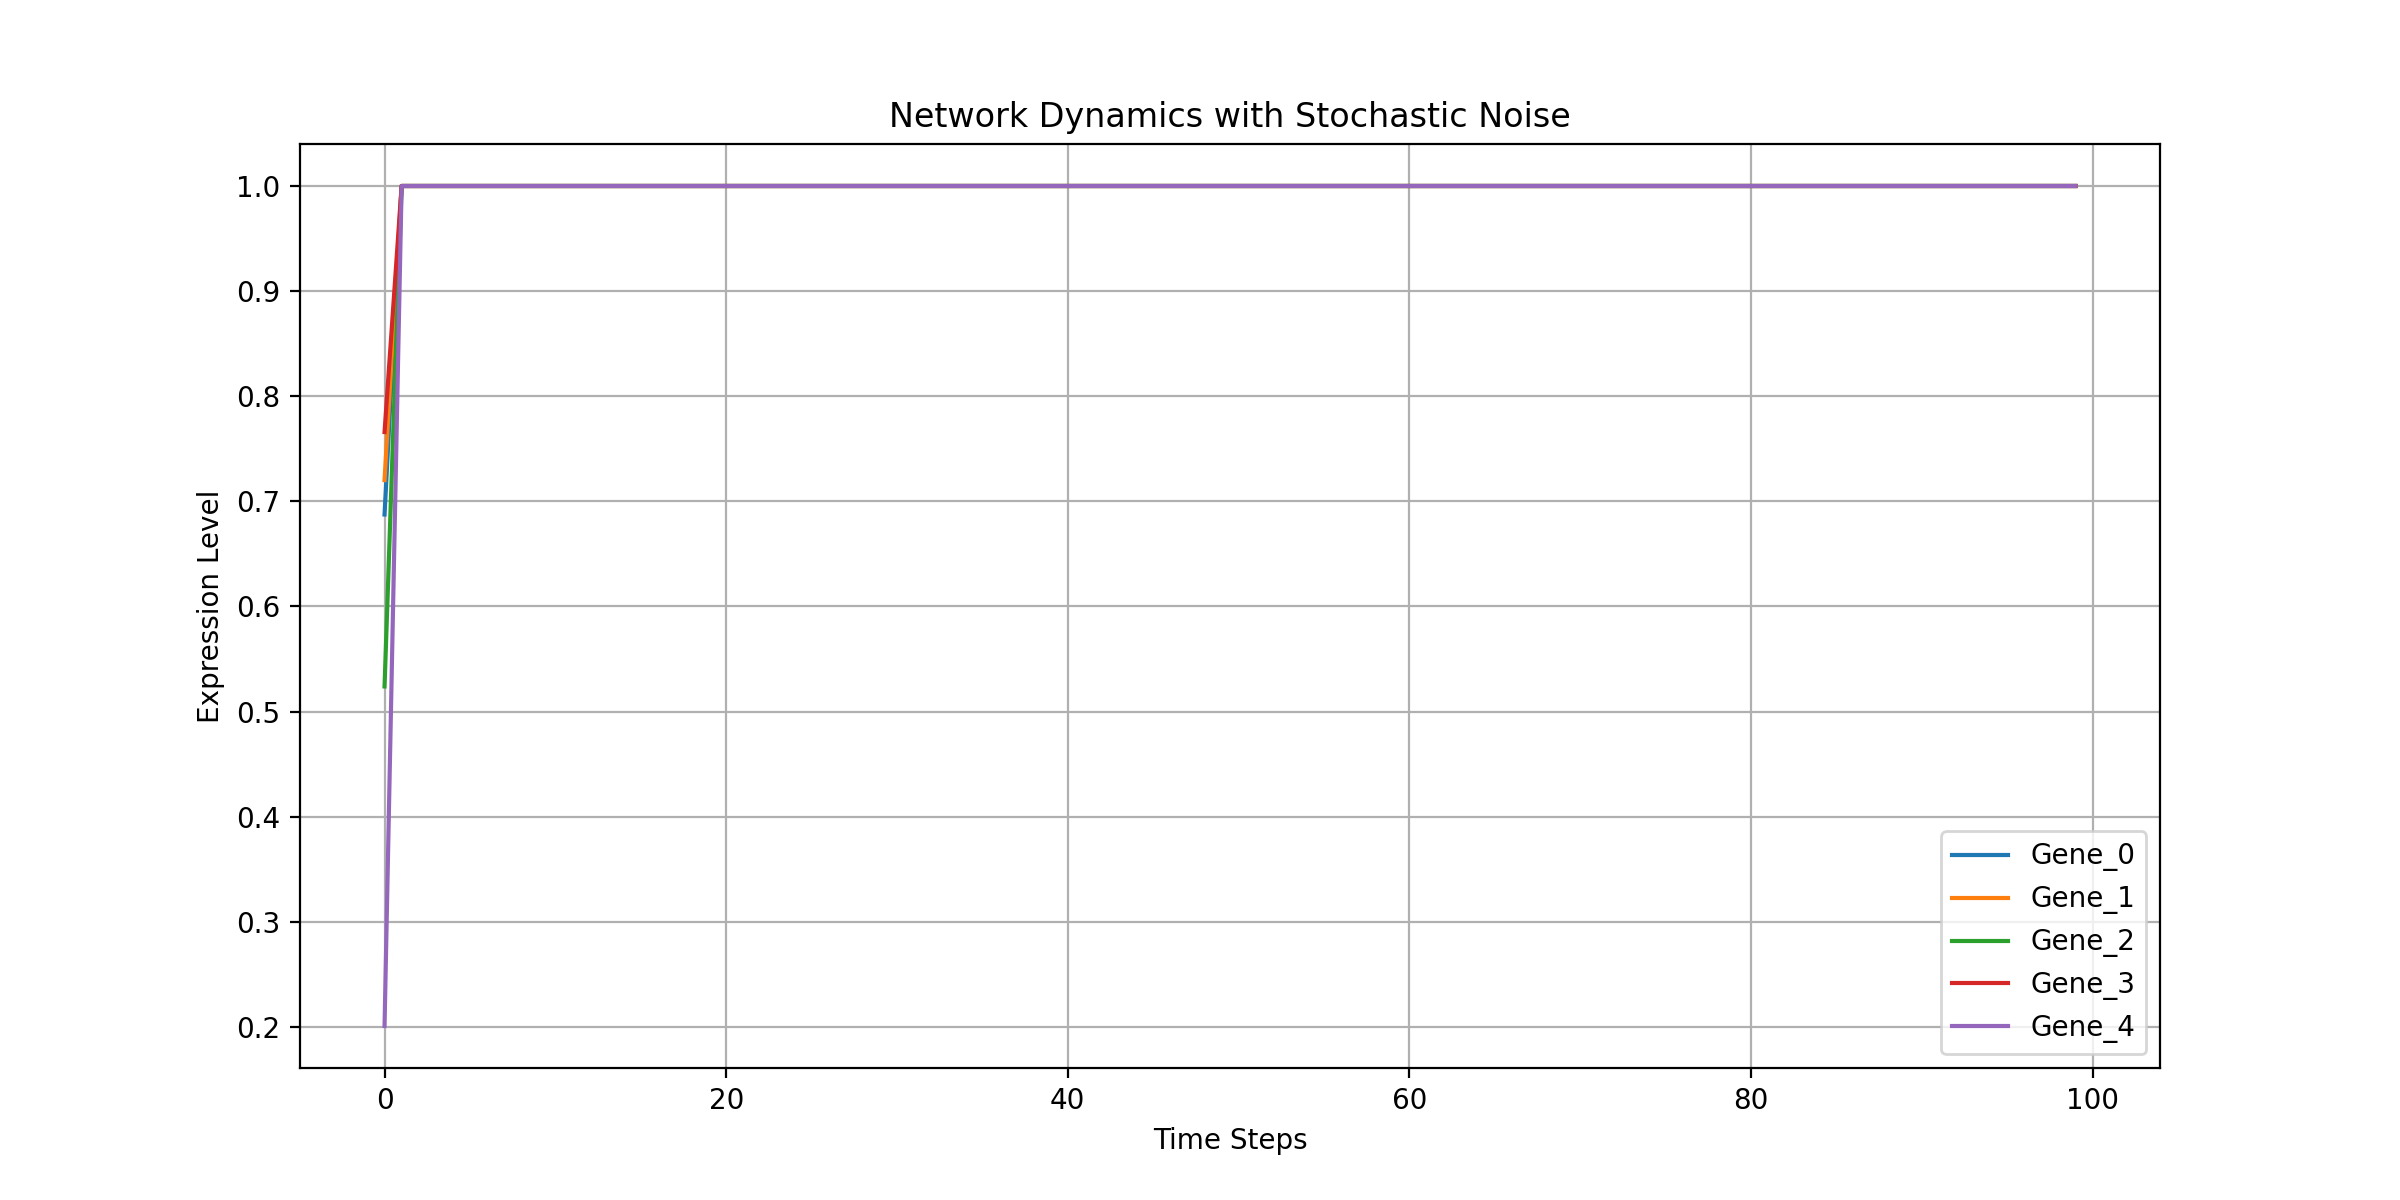 Network Dynamics with Stochastic Noise
1.0
0.9
0.8
0.7
0.6
0.5
0.4
0.3
0.2
Expression Level
Gene_0
Gene_1
Gene_2
Gene_3
Gene_4
0 20 40 60 80 100
Time Steps